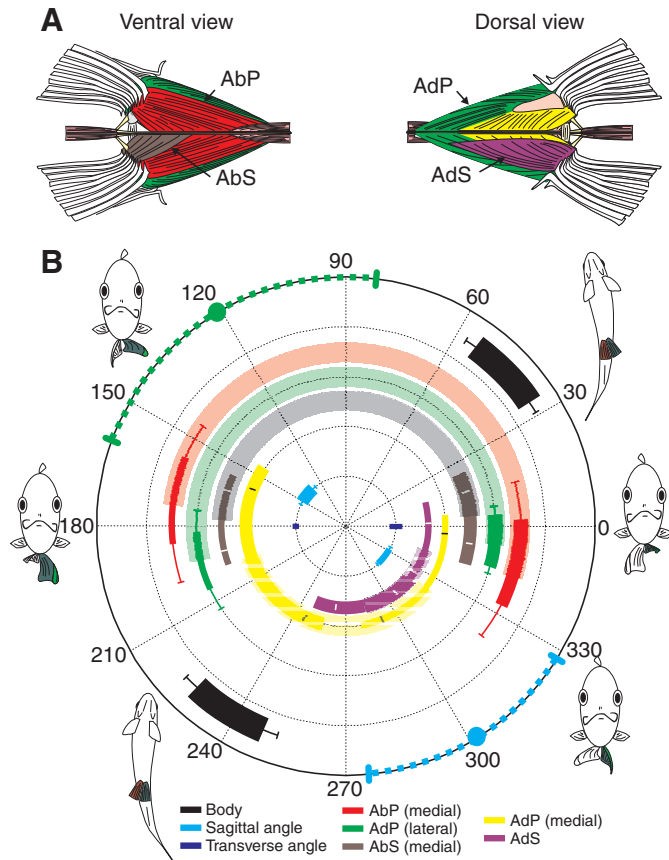 A
Ventral view
Dorsal view
AbP
AdP
AbS
AdS
B
90
120
60
150
30
180
0
210
330
240
300
270
Body
Sagittal angle
Transverse angle
AbP (medial)
AdP (lateral)
AbS (medial)
AdP (medial)
AdS